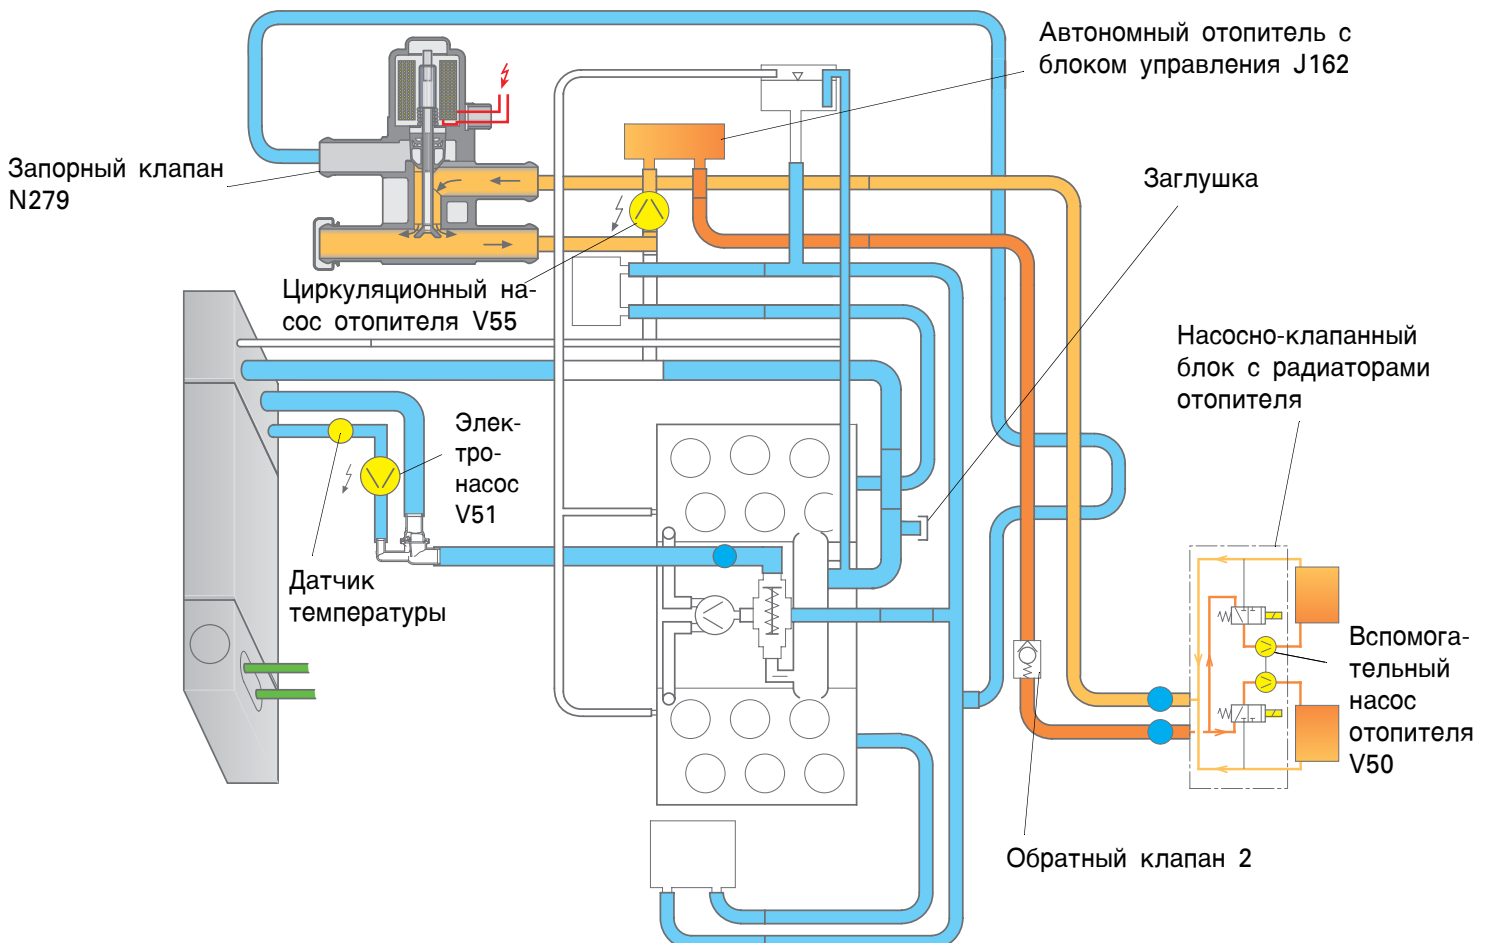 Автономный отопитель с
блоком управления J162
Запорный клапан
N279
Заглушка
Циркуляционный на-
сос отопителя V55
Насосно-клапанный
блок с радиаторами
отопителя
Элек-
тро-
насос
V51
Датчик
температуры
Вспомога-
тельный
насос
отопителя
V50
Обратный клапан 2